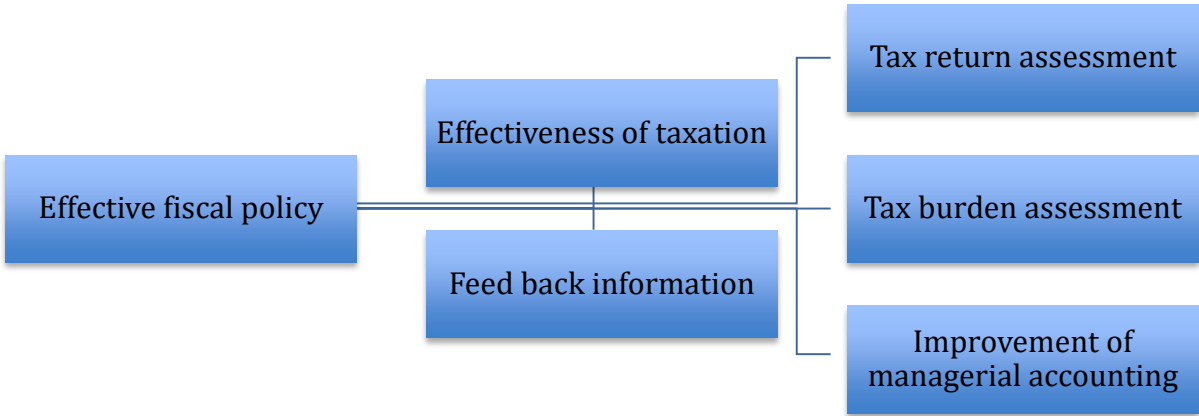 Effective fiscal policy
Effectiveness of taxation
Feed back information
Tax return assessment
Tax burden assessment
Improvement of
managerial accounting